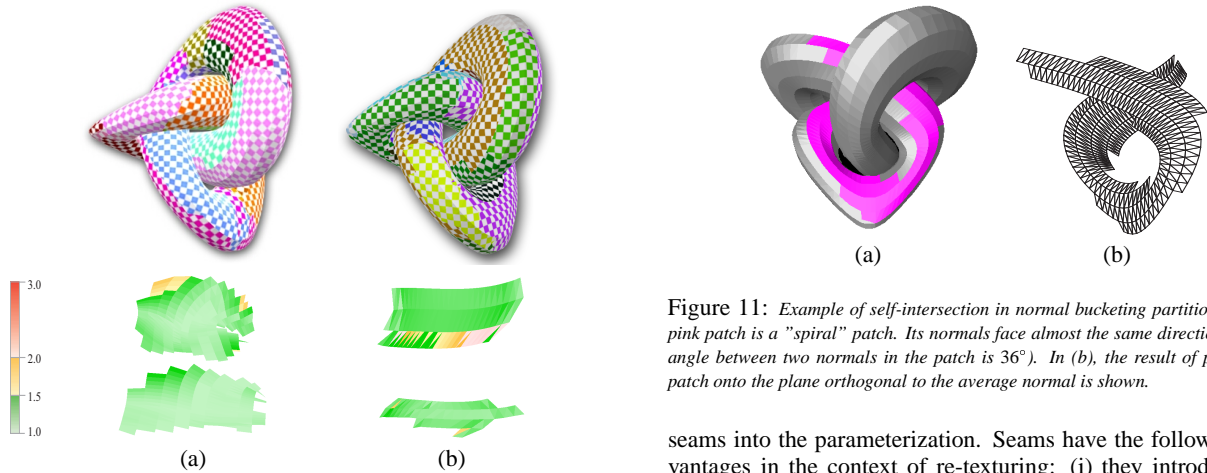 3.0
2.0
1.5
1.0
(a)
(b)
(a)
(b)
Figure 11: Example of self-intersection in normal bucketing partition
pink patch is a ”spiral” patch. Its normals face almost the same directio
angle between two normals in the patch is 36°). In (b), the result of p
patch onto the plane orthogonal to the average normal is shown.
seams into the parameterization. Seams have the follow
vantages in the context of re-texturing: (i) they introd